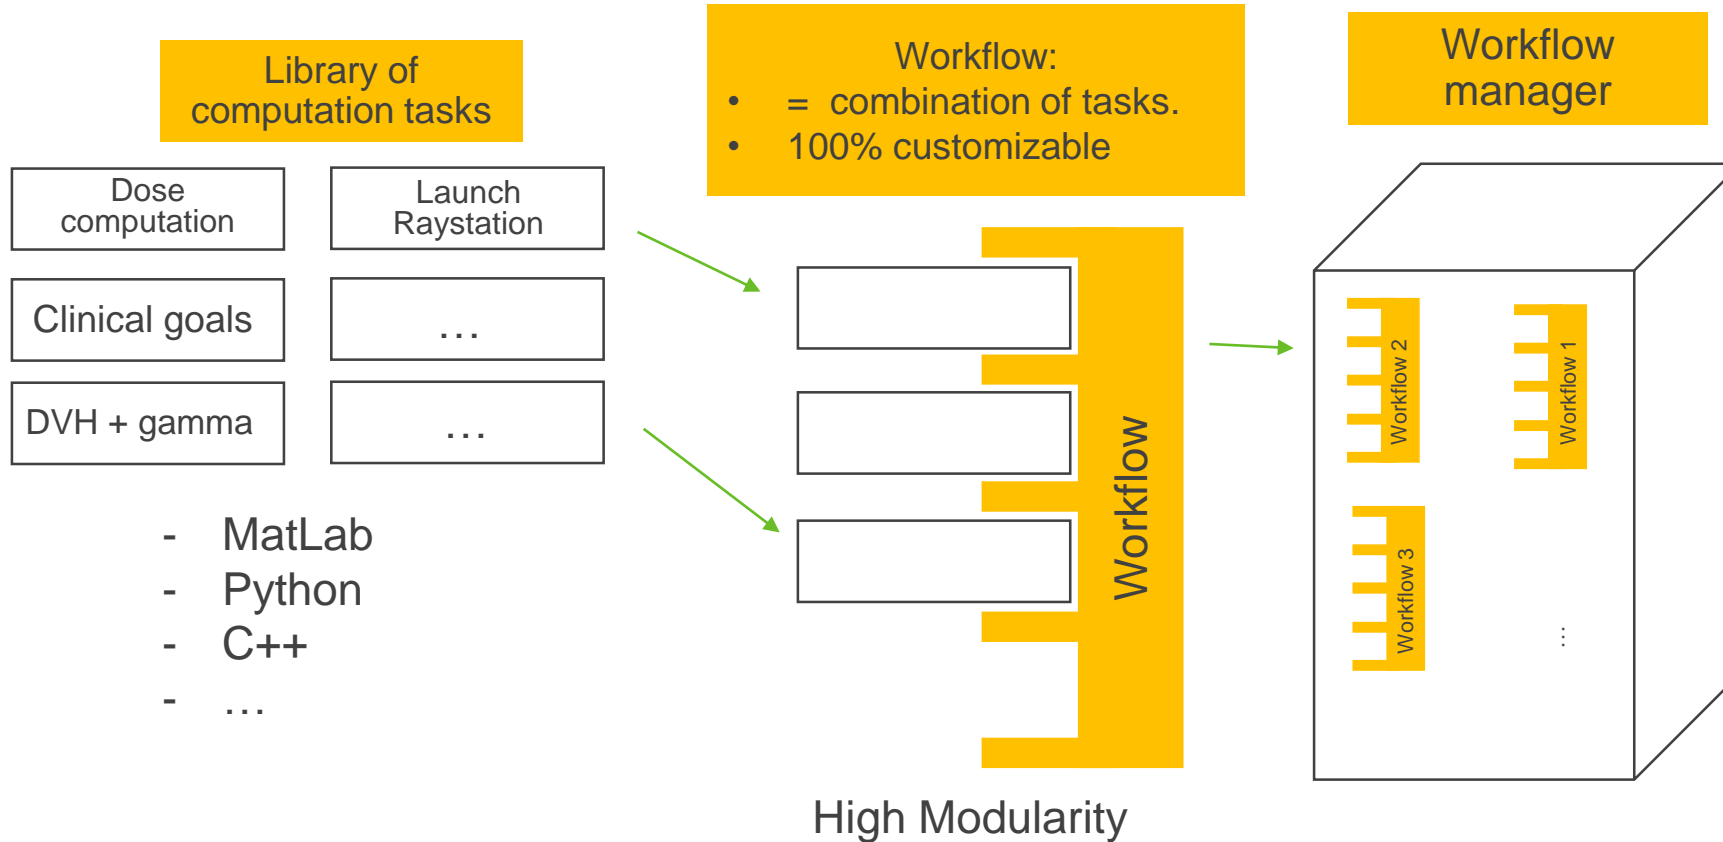 Library of
computation tasks
Dose
computation
Launch
Raystation
Clinical goals
...
DVH + gamma
...
- MatLab
- Python
- C++
- ...
Workflow:
• = combination of tasks.
• 100% customizable
Workflow
High Modularity
Workflow
manager
Workflow 2
Workflow 1
Workflow 3
...